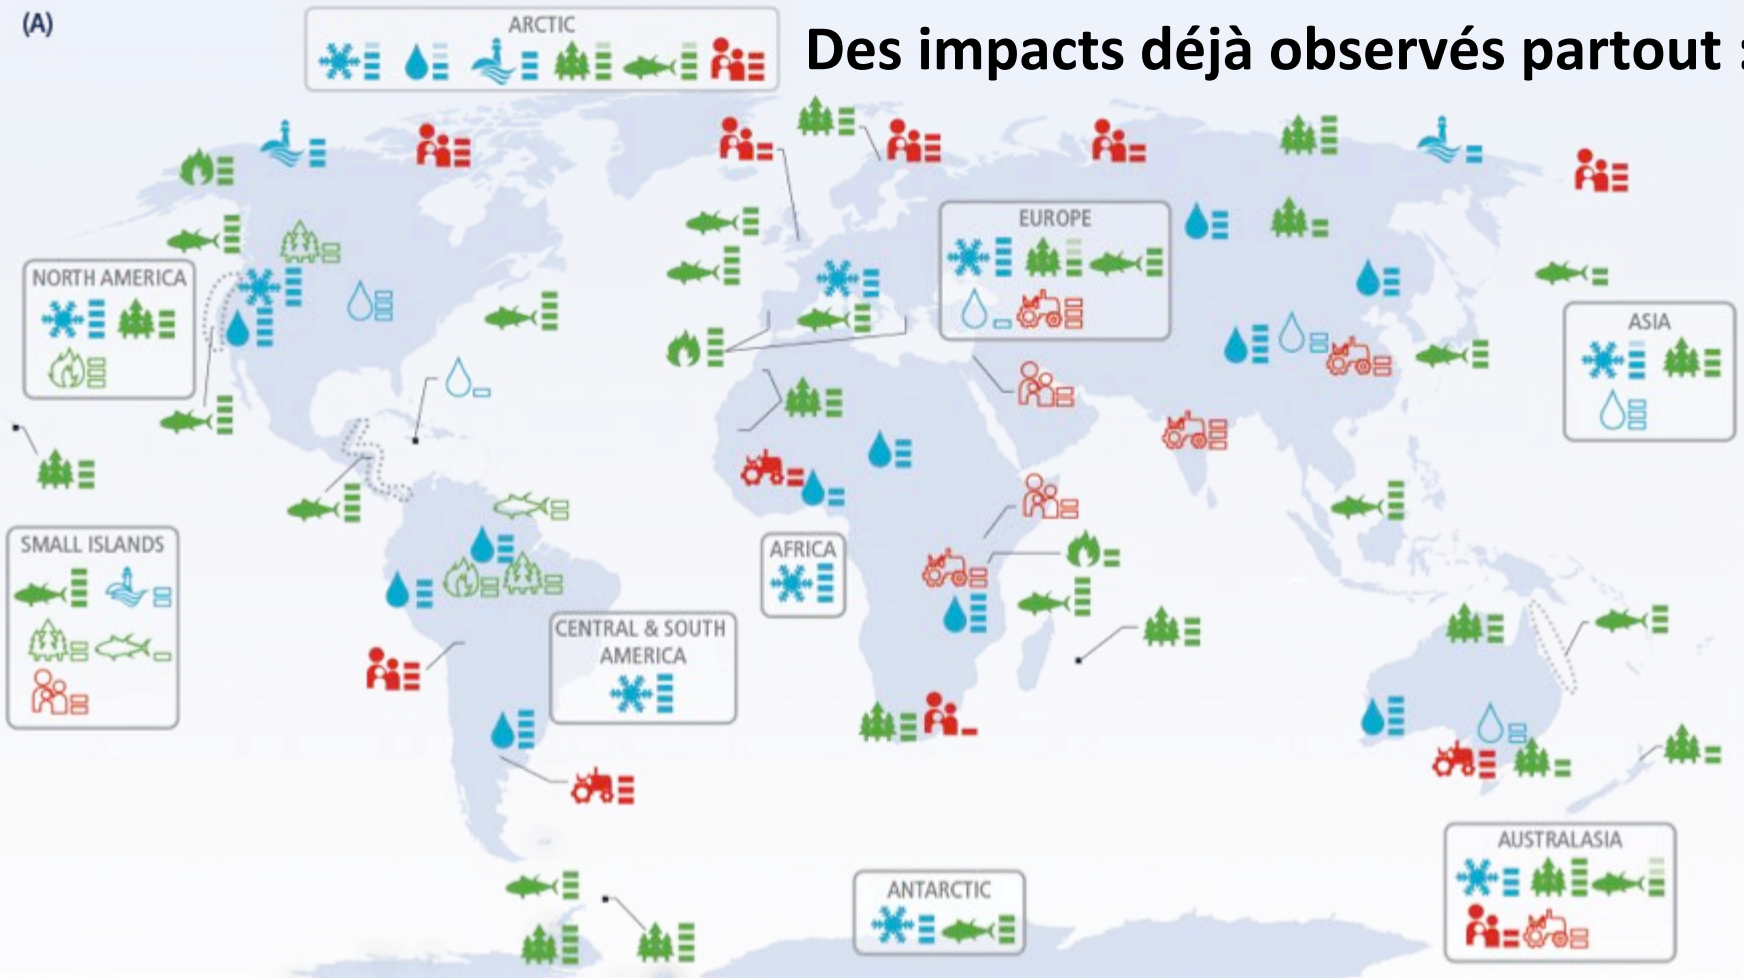 (A)
ARCTIC
Des impacts déjà observés partout :
EUROPE
NORTH AMERICA
ASIA
SMALL ISLANDS
AFRICA
CENTRAL & SOUTH
AMERICA
AUSTRALASIA
ANTARCTIC